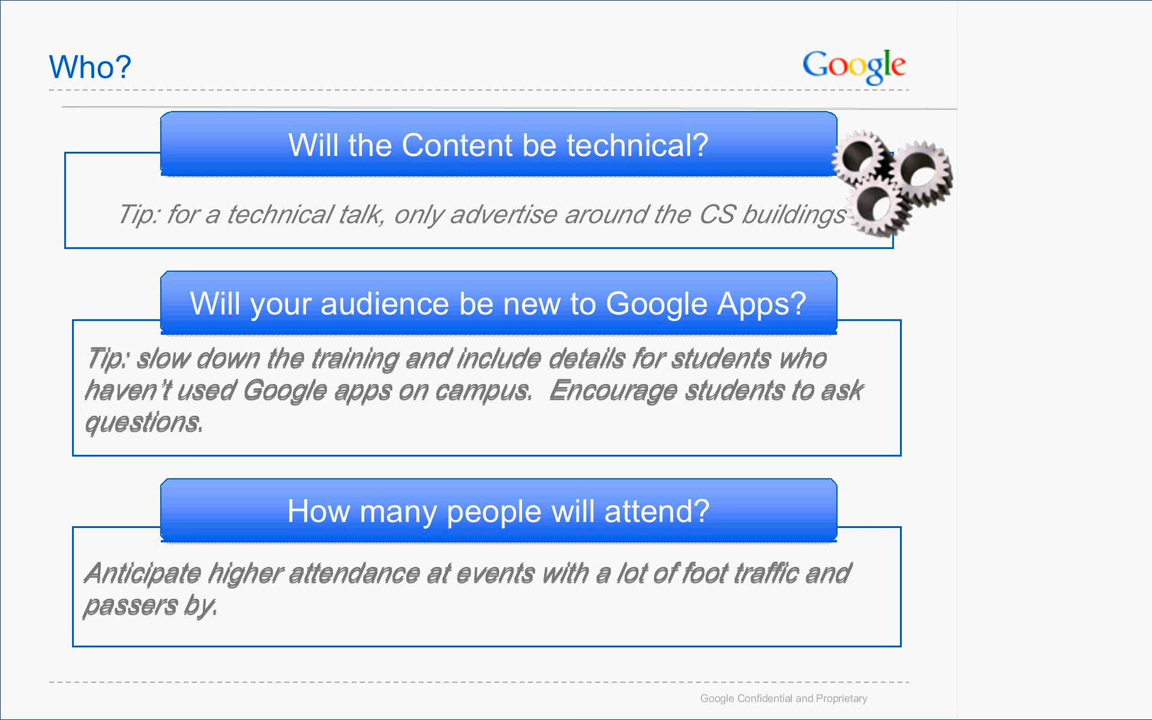 Who?
Google
Will the Content be technical?
Tip: for a technical talk, only advertise around the CS buildings
Will your audience be new to Google Apps?
Tip: slow down the training and include details for students who
haven't used Google apps on campus.  Encourage students to ask
questions.
How many people will attend?
Anticipate higher attendance at events with a lot of foot traffic and
passers by.
Google Confidential and Proprietary